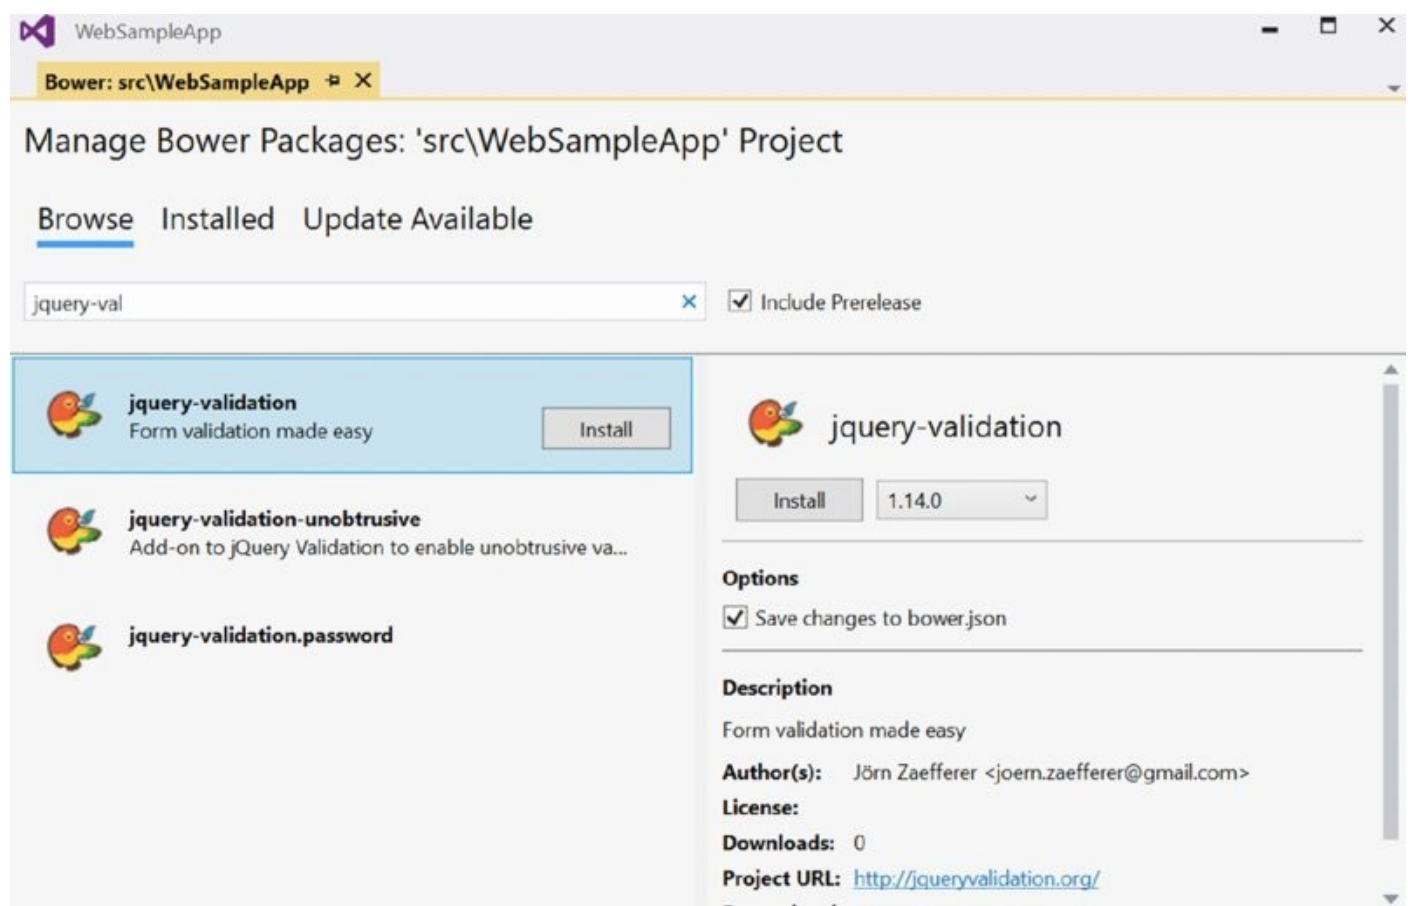 WebSampleApp
Bower: src\WebSampleApp
Manage Bower Packages: 'src\WebSampleApp' Project
Browse Installed Update Available
jquery-val
Include Prerelease
jquery-validation
Form validation made easy
Install
jquery-validation-unobtrusive
Add-on to jQuery Validation to enable unobtrusive va...
jquery-validation.password
jquery-validation
Install 1.14.0
Options
Save changes to bower.json
Description
Form validation made easy
Author(s): Jörn Zaefferer <joern.zaefferer@gmail.com>
License:
Downloads: 0
Project URL: http://jqueryvalidation.org/